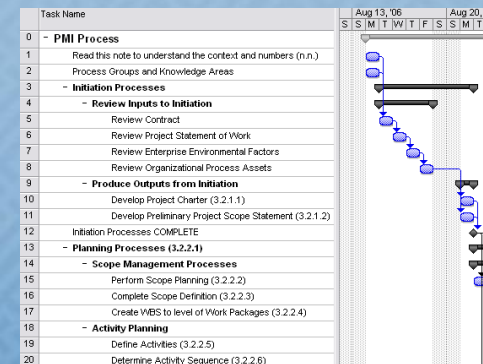 Task Name Aug 13, '06 Aug 20,
S S M T W T F S S M T
0 - PMI Process
1 Read this note to understand the context and numbers (n.n.)
2 Process Groups and Knowledge Areas
3 - Initiation Processes
4 - Review Inputs to Initiation
5 Review Contract
6 Review Project Statement of Work
7 Review Enterprise Environmental Factors
8 Review Organizational Process Assets
9 - Produce Outputs from Initiation
10 Develop Project Charter (3.2.1.1)
11 Develop Preliminary Project Scope Statement (3.2.1.2)
12 Initiation Processes COMPLETE
13 - Planning Processes (3.2.2.1)
14 - Scope Management Processes
15 Perform Scope Planning (3.2.2.2)
16 Complete Scope Definition (3.2.2.3)
17 Create WBS to level of Work Packages (3.2.2.4)
18 - Activity Planning
19 Define Activities (3.2.2.5)
20 Determine Activity Sequence (3.2.2.6)